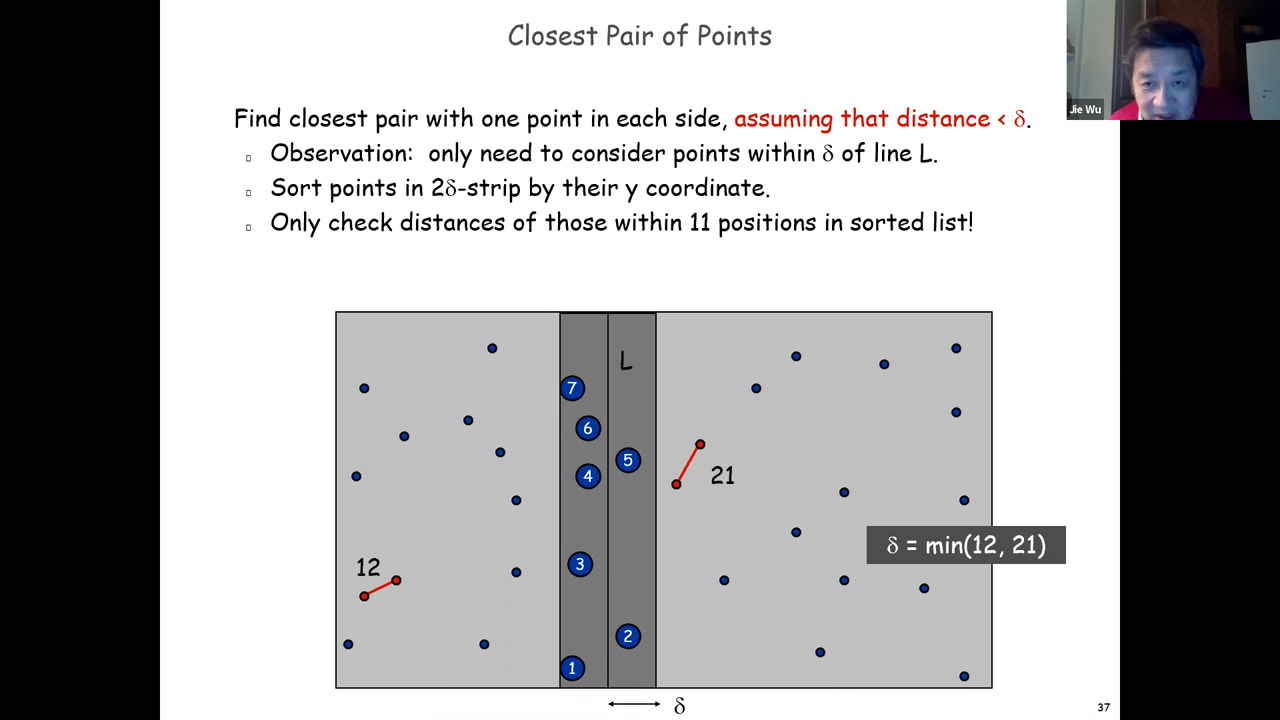 Closest Pair of Points
Jie Wu
Find closest pair with one point in each side, assuming that distance < δ.
Observation: only need to consider points within δ of line L.
Sort points in 2δ-strip by their y coordinate.
Only check distances of those within 11 positions in sorted list!
L
7
6
5
4
21
δ = min(12, 21)
12
3
2
1
δ
37